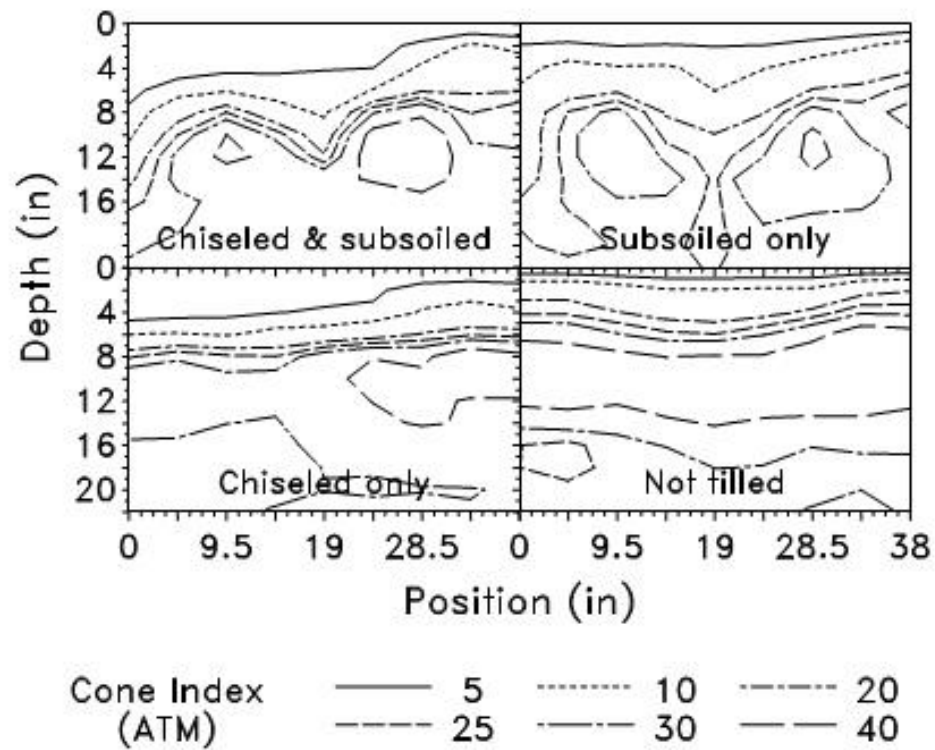 0
4
8
12
16
Chiseled & subsoiled
Subsoiled only
0
4
8
12
16
20
Chiseled only
Not tilled
Depth (in)
0 9.5 19 28.5 0 9.5 19 28.5 38
Position (in)
Cone Index
(ATM)
5 10 20
25 30 40